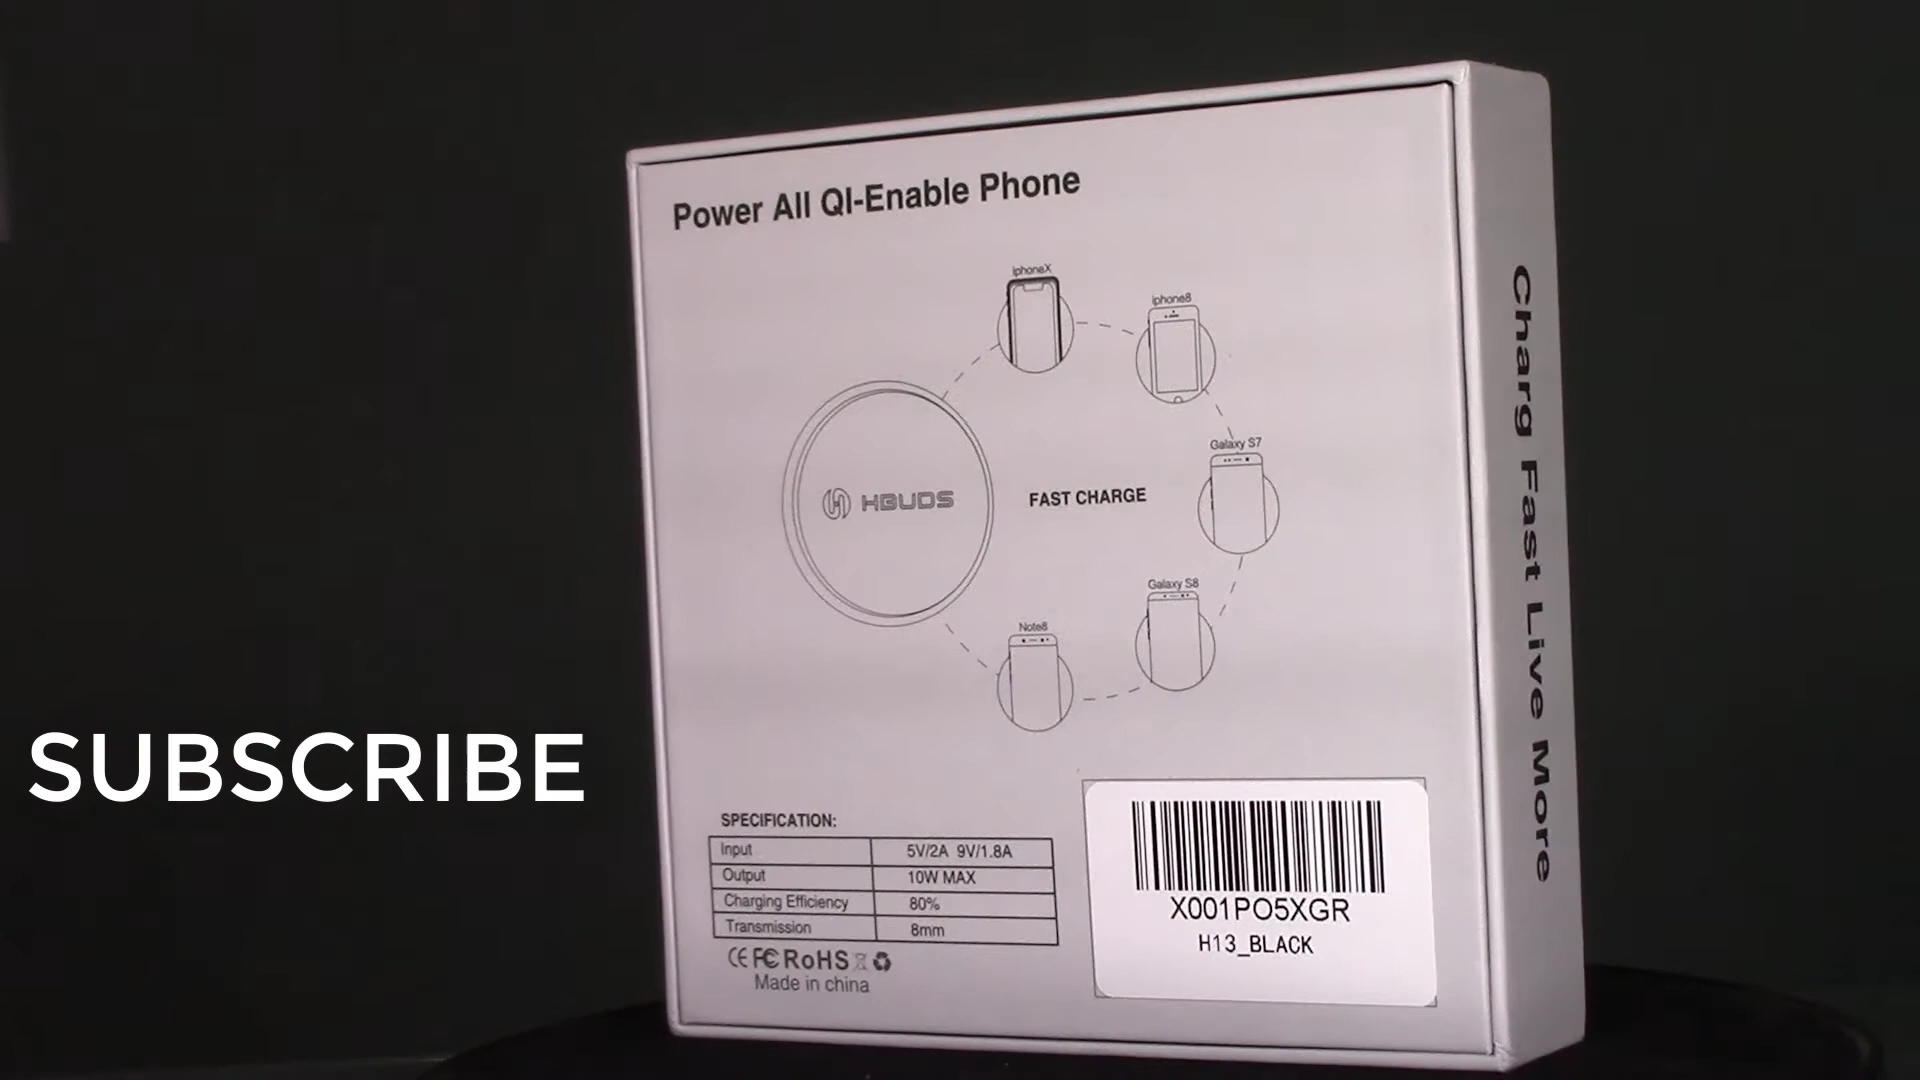 Power All QI-Enable Phone
iphoneX
iphone8
Galaxy S7
HBUDS
FAST CHARGE
Galaxy S8
Note8
SUBSCRIBE
SPECIFICATION:
Input 5V/2A 9V/1.8A
Output 10W MAX
Charging Efficiency 80%
Transmission 8mm
CE FC RoHS
Made in china
X001PO5XGR
H13_BLACK
Charg Fast Live More